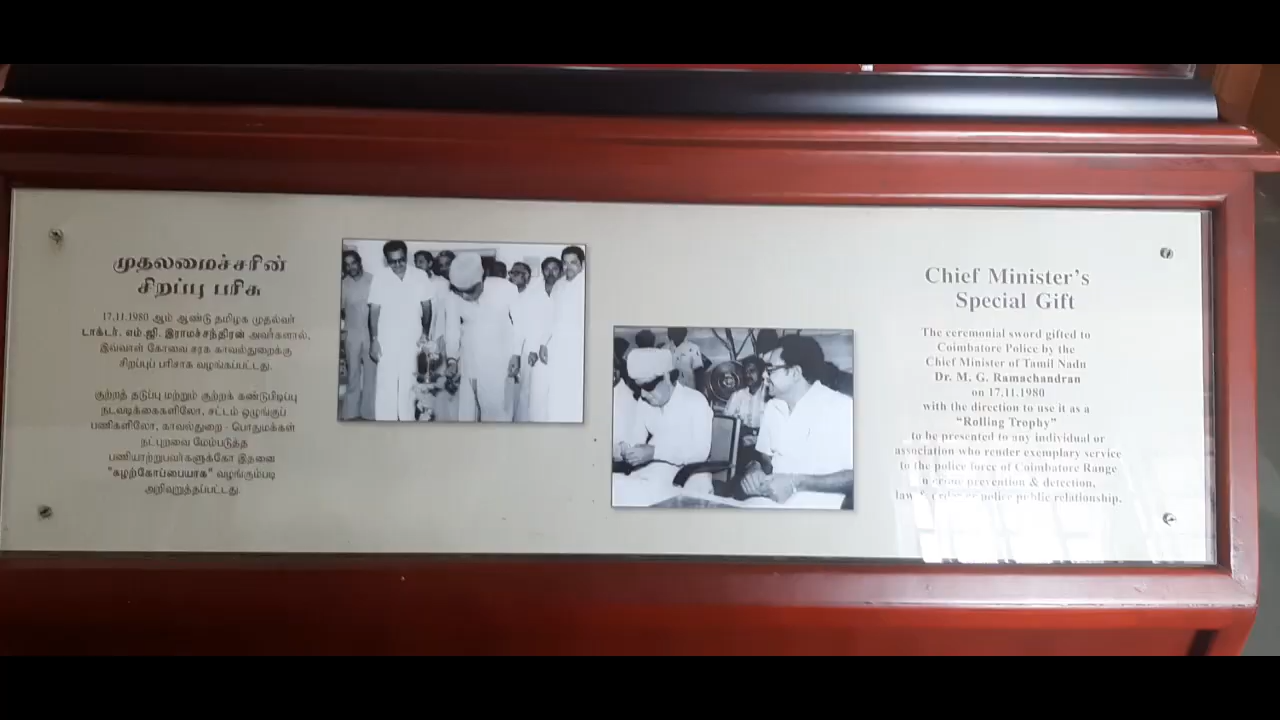 முதலமைச்சரின்
சிறப்பு பரிசு
17.11.1980 ஆம் ஆண்டு தமிழக முதல்வர்
டாக்டர். எம்.ஜி. இராமச்சந்திரன் அவர்களால்,
இவ்வாள் கோவை சரக காவல்துறைக்கு
சிறப்புப் பரிசாக வழங்கப்பட்டது.
குற்றத் தடுப்பு மற்றும் குற்றக் கண்டுபிடிப்பு
நடவடிக்கைகளிலோ, சட்டம் ஒழுங்குப்
பணிகளிலோ, காவல்துறை - பொதுமக்கள்
நட்புறவை மேம்படுத்த
பணியாற்றுபவர்களுக்கோ இதனை
"சுழற்கோப்பையாக" வழங்கும்படி
அறிவுறுத்தப்பட்டது.
Chief Minister's
Special Gift
The ceremonial sword gifted to
Coimbatore Police by the
Chief Minister of Tamil Nadu
Dr. M. G. Ramachandran
on 17.11.1980
with the direction to use it as a
"Rolling Trophy"
to be presented to any individual or
association who render exemplary service
to the police force of Coimbatore Range
in crime prevention & detection,
law & order or police public relationship.